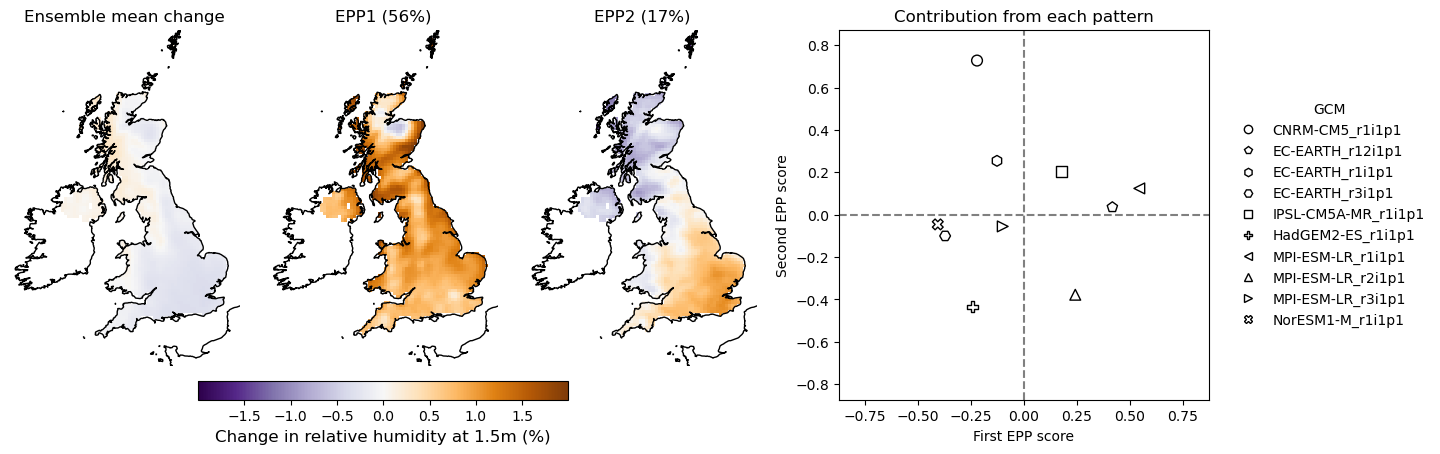 Ensemble mean change
EPP1 (56%)
EPP2 (17%)
−1.5 −1.0 −0.5 0.0 0.5 1.0 1.5
Change in relative humidity at 1.5m (%)
Contribution from each pattern
Second EPP score
0.8
0.6
0.4
0.2
0.0
−0.2
−0.4
−0.6
−0.8
−0.75 −0.50 −0.25 0.00 0.25 0.50 0.75
First EPP score
GCM
CNRM-CM5_r1i1p1
EC-EARTH_r12i1p1
EC-EARTH_r1i1p1
EC-EARTH_r3i1p1
IPSL-CM5A-MR_r1i1p1
HadGEM2-ES_r1i1p1
MPI-ESM-LR_r1i1p1
MPI-ESM-LR_r2i1p1
MPI-ESM-LR_r3i1p1
NorESM1-M_r1i1p1